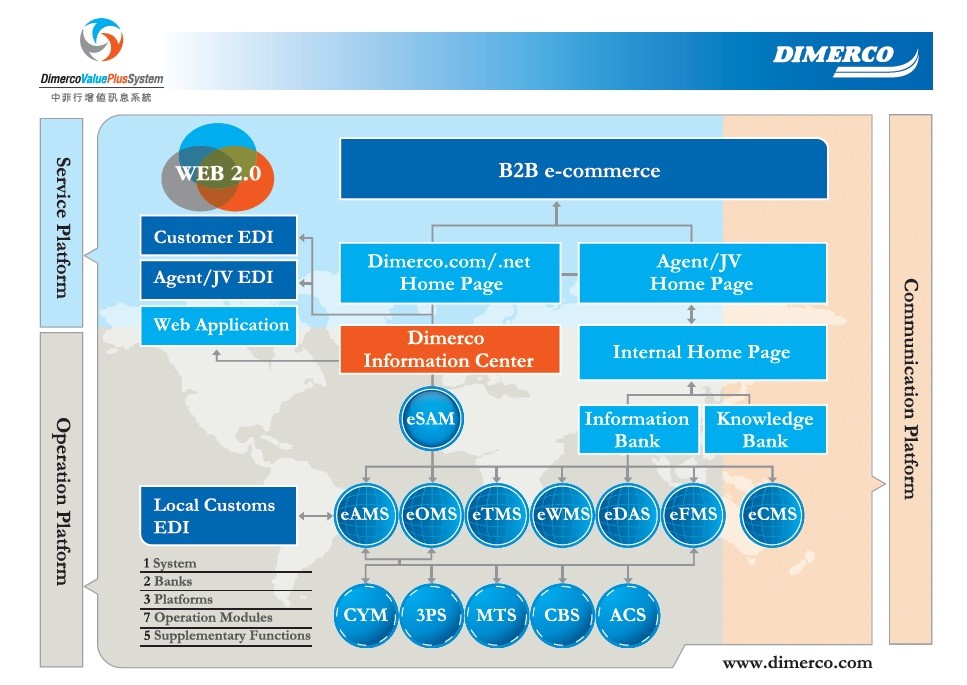 DimercoValuePlusSystem
中菲行增值訊息系統
DIMERCO
Service Platform
Operation Platform
Communication Platform
WEB 2.0
B2B e-commerce
Customer EDI
Agent/JV EDI
Web Application
Dimerco.com/.net
Home Page
Agent/JV
Home Page
Dimerco
Information Center
Internal Home Page
eSAM
Information
Bank
Knowledge
Bank
Local Customs
EDI
eAMS
eOMS
eTMS
eWMS
eDAS
eFMS
eCMS
1 System
2 Banks
3 Platforms
7 Operation Modules
5 Supplementary Functions
CYM
3PS
MTS
CBS
ACS
www.dimerco.com